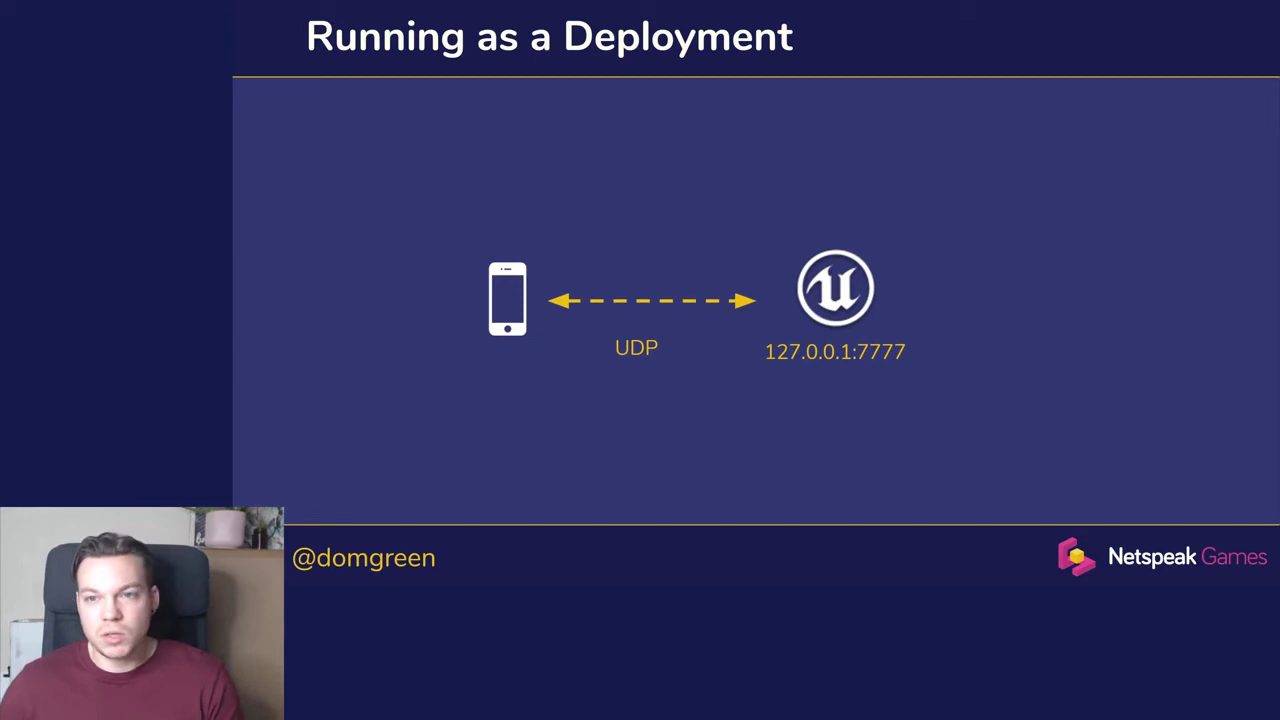 Running as a Deployment
UDP
127.0.0.1:7777
@domgreen
Netspeak Games